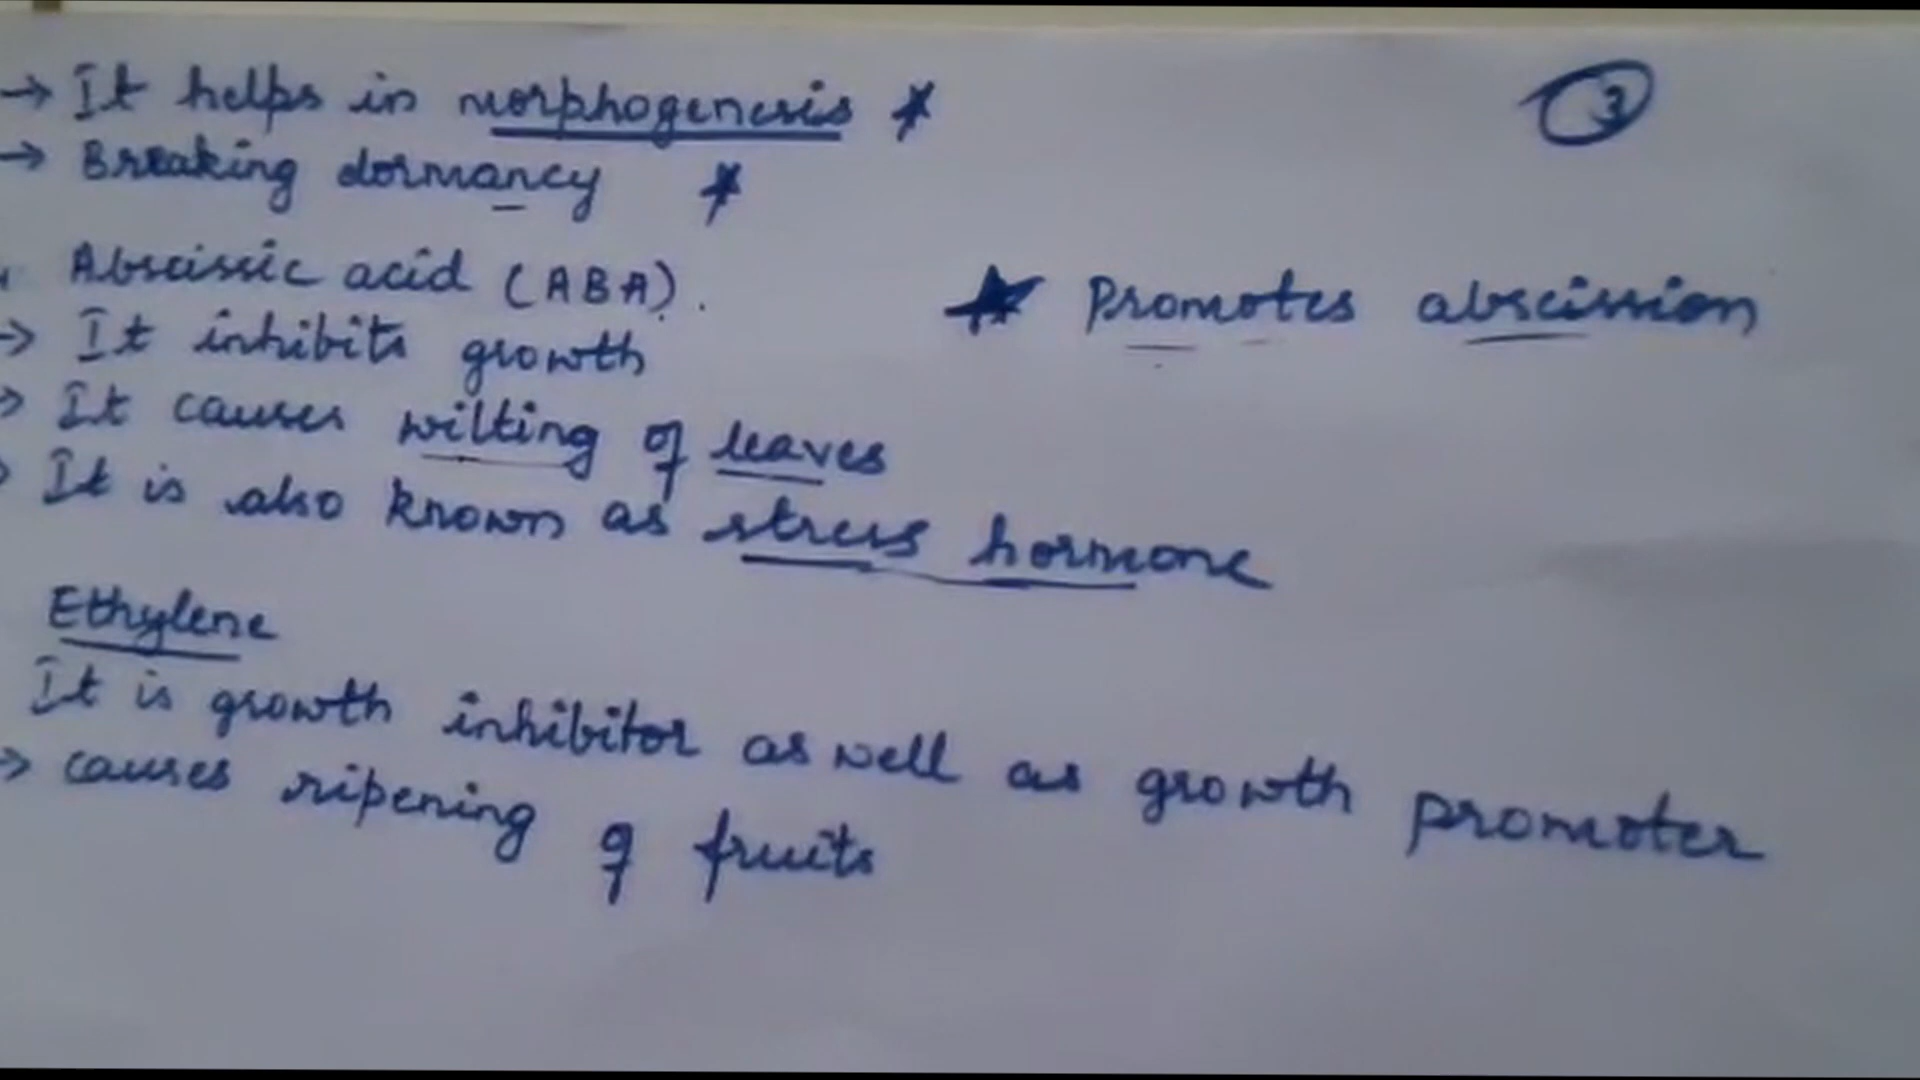 → It helps in morphogenesis *
③
→ Breaking dormancy *
Abscissic acid (ABA).
★ Promotes abscission
→ It inhibits growth
→ It causes wilting of leaves
→ It is also known as stress hormone
Ethylene
It is growth inhibitor as well as growth promoter
→ causes ripening of fruits